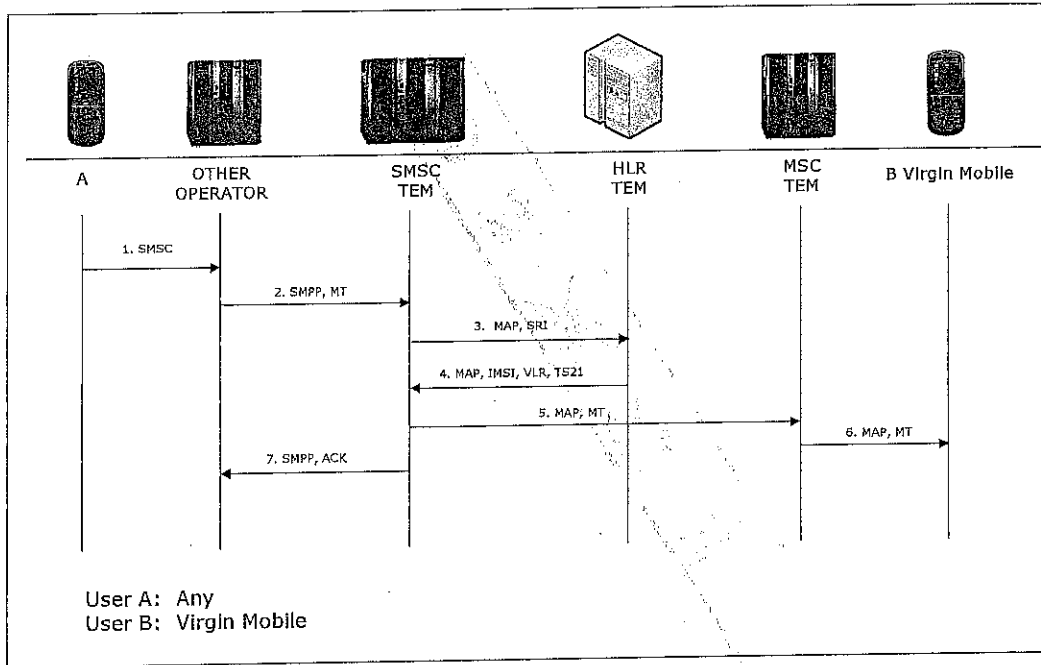 A
OTHER
OPERATOR
SMSC
TEM
HLR
TEM
MSC
TEM
B Virgin Mobile
1. SMSC
2. SMPP, MT
3. MAP, SRI
4. MAP, IMSI, VLR, TS21
5. MAP, MT
6. MAP, MT
7. SMPP, ACK
User A: Any
User B: Virgin Mobile